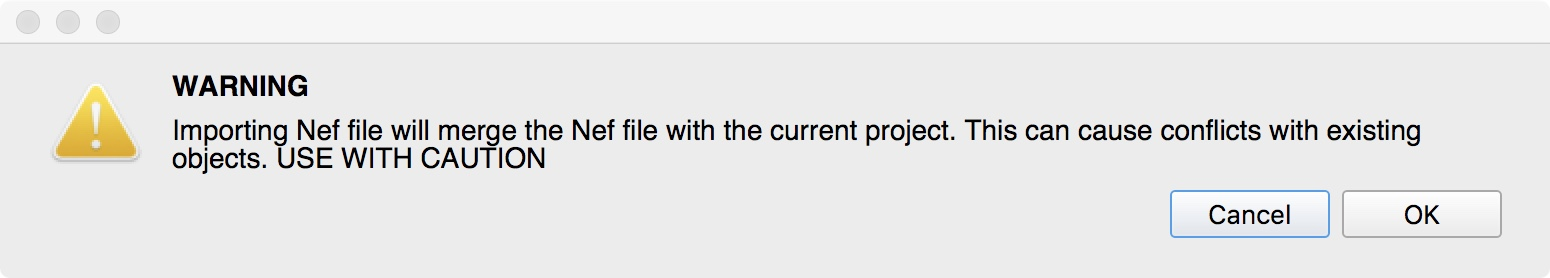 WARNING
Importing Nef file will merge the Nef file with the current project. This can cause conflicts with existing
objects. USE WITH CAUTION
Cancel
OK